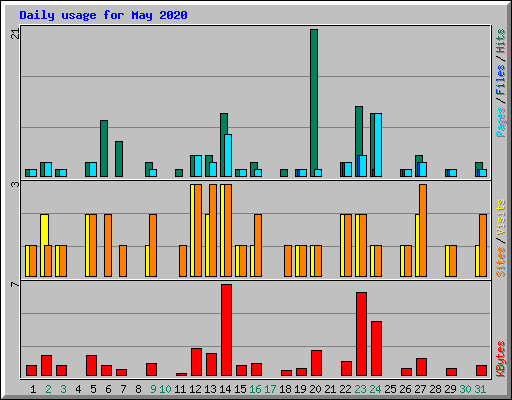 Daily usage for May 2020
21
Pages / Files / Hits
3
Sites / Visits
7
KBytes
1 2 3 4 5 6 7 8 9 10 11 12 13 14 15 16 17 18 19 20 21 22 23 24 25 26 27 28 29 30 31